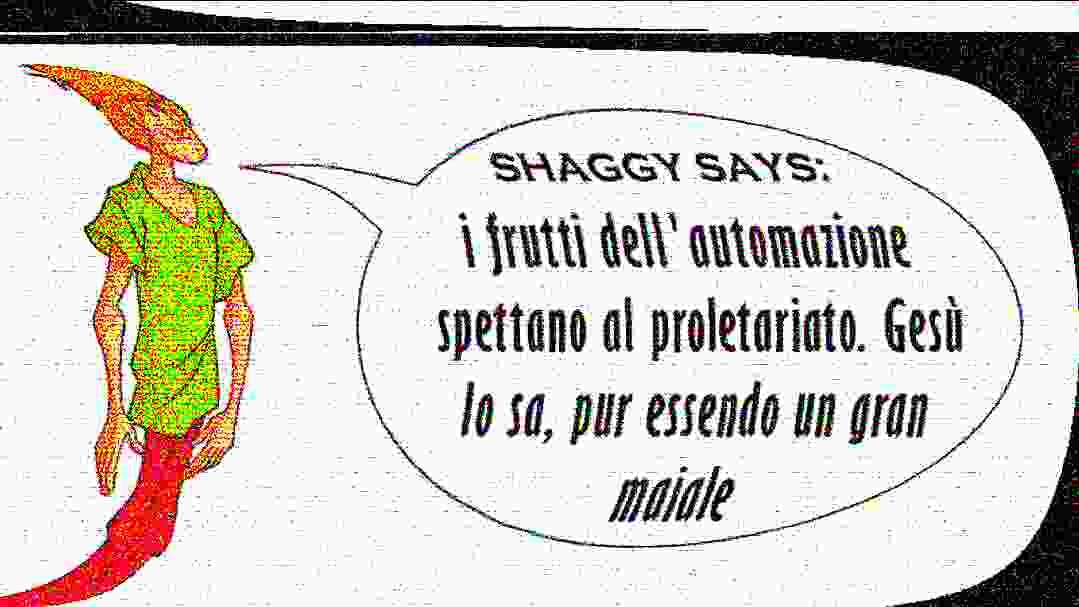 SHAGGY SAYS:
i frutti dell' automazione
spettano al proletariato. Gesù
lo sa, pur essendo un gran
maiale